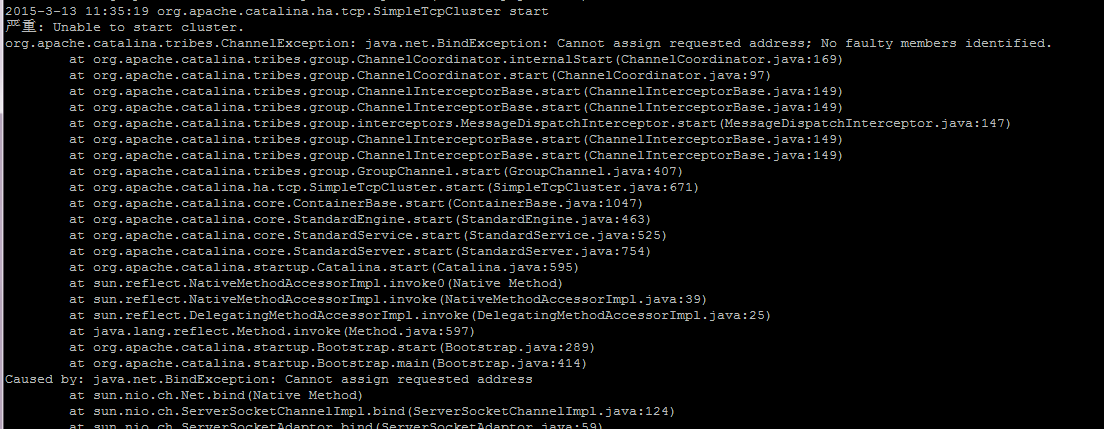 2015-3-13 11:35:19 org.apache.catalina.ha.tcp.SimpleTcpCluster start
严重: Unable to start cluster.
org.apache.catalina.tribes.ChannelException: java.net.BindException: Cannot assign requested address; No faulty members identified.
at org.apache.catalina.tribes.group.ChannelCoordinator.internalStart(ChannelCoordinator.java:169)
at org.apache.catalina.tribes.group.ChannelCoordinator.start(ChannelCoordinator.java:97)
at org.apache.catalina.tribes.group.ChannelInterceptorBase.start(ChannelInterceptorBase.java:149)
at org.apache.catalina.tribes.group.ChannelInterceptorBase.start(ChannelInterceptorBase.java:149)
at org.apache.catalina.tribes.group.interceptors.MessageDispatchInterceptor.start(MessageDispatchInterceptor.java:147)
at org.apache.catalina.tribes.group.ChannelInterceptorBase.start(ChannelInterceptorBase.java:149)
at org.apache.catalina.tribes.group.ChannelInterceptorBase.start(ChannelInterceptorBase.java:149)
at org.apache.catalina.tribes.group.GroupChannel.start(GroupChannel.java:407)
at org.apache.catalina.ha.tcp.SimpleTcpCluster.start(SimpleTcpCluster.java:671)
at org.apache.catalina.core.ContainerBase.start(ContainerBase.java:1047)
at org.apache.catalina.core.StandardEngine.start(StandardEngine.java:463)
at org.apache.catalina.core.StandardService.start(StandardService.java:525)
at org.apache.catalina.core.StandardServer.start(StandardServer.java:754)
at org.apache.catalina.startup.Catalina.start(Catalina.java:595)
at sun.reflect.NativeMethodAccessorImpl.invoke0(Native Method)
at sun.reflect.NativeMethodAccessorImpl.invoke(NativeMethodAccessorImpl.java:39)
at sun.reflect.DelegatingMethodAccessorImpl.invoke(DelegatingMethodAccessorImpl.java:25)
at java.lang.reflect.Method.invoke(Method.java:597)
at org.apache.catalina.startup.Bootstrap.start(Bootstrap.java:289)
at org.apache.catalina.startup.Bootstrap.main(Bootstrap.java:414)
Caused by: java.net.BindException: Cannot assign requested address
at sun.nio.ch.Net.bind(Native Method)
at sun.nio.ch.ServerSocketChannelImpl.bind(ServerSocketChannelImpl.java:124)
at sun.nio.ch.ServerSocketAdaptor.bind(ServerSocketAdaptor.java:59)